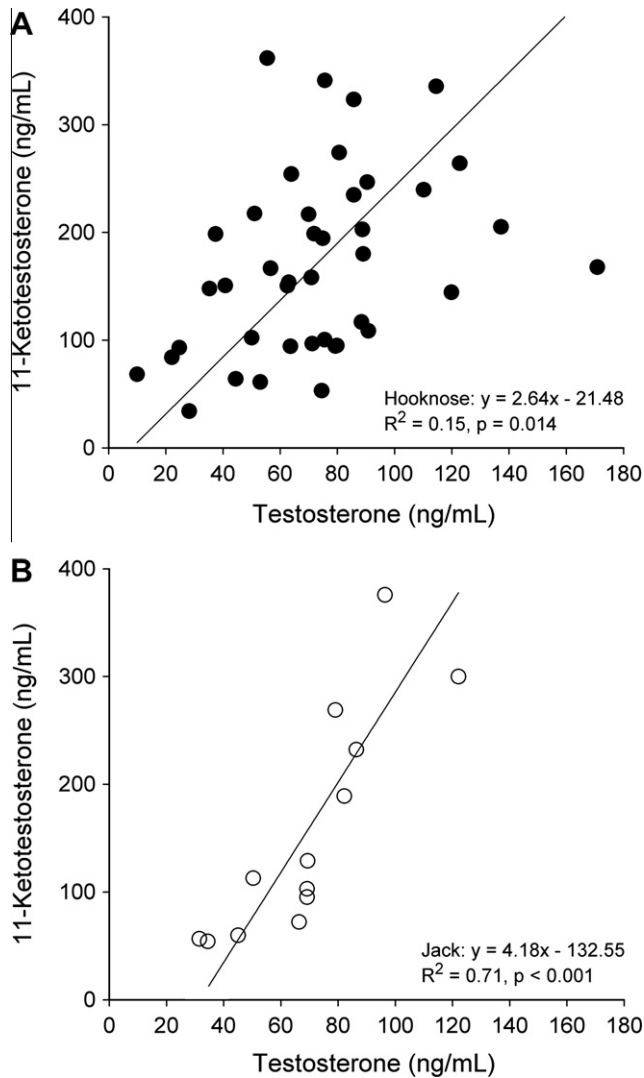 A
400
300
200
100
0
11-Ketotestosterone (ng/mL)
Hooknose: y = 2.64x - 21.48
R² = 0.15, p = 0.014
0 20 40 60 80 100 120 140 160 180
Testosterone (ng/mL)
B
400
300
200
100
0
11-Ketotestosterone (ng/mL)
Jack: y = 4.18x - 132.55
R² = 0.71, p < 0.001
0 20 40 60 80 100 120 140 160 180
Testosterone (ng/mL)